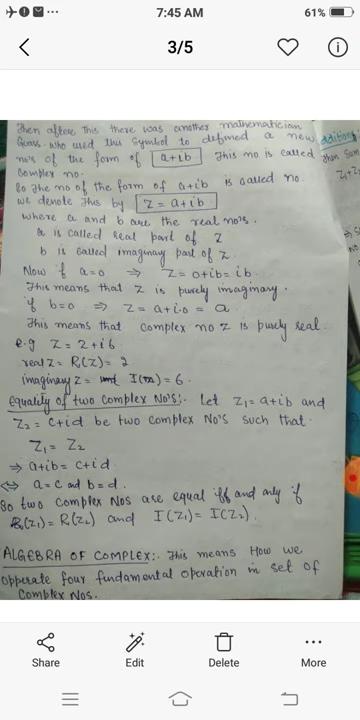 7:45 AM
61%
3/5
Then after This there was another mathematician
Gauss. who used this symbol to defined a new
no's of the form of a+ib This no is called
Complex no.
So The no of the form of a+ib is called no.
we denote this by z = a+ib
where a and b are the real no's.
a is called real part of Z
b is called imaginary part of Z.
Now if a=0 ⇒ Z = 0+ib = ib.
This means that Z is purely imaginary.
if b=0 ⇒ Z = a+i.0 = a.
This means that complex no Z is purely real.
e.g Z = 2+i6
real Z = R(Z) = 2
imaginary Z = I( ) = 6.
Equality of two Complex No's:. Let Z₁ = a+ib and
Z₂ = c+id be two Complex No's such that.
Z₁ = Z₂
⇒ a+ib = c+id.
⇔ a=c and b=d.
So two Complex Nos are equal iff and only if
R(Z₁) = R(Z₂) and I(Z₁) = I(Z₂).
ALGEBRA OF COMPLEX:. This means How we
opperate four fundamental operation in set of
Complex Nos.
addition
then Sum
Z₁+Z₂
Share
Edit
Delete
More